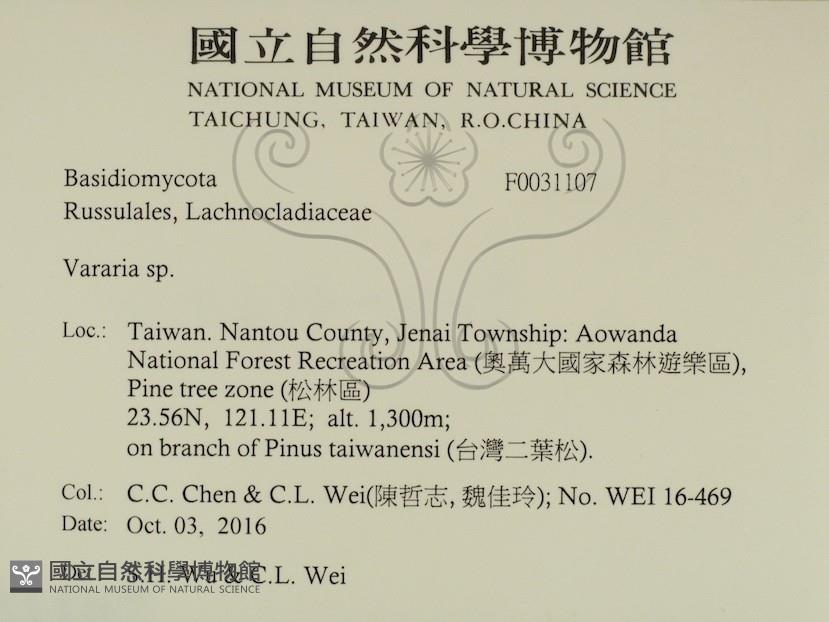 國立自然科學博物館
NATIONAL MUSEUM OF NATURAL SCIENCE
TAICHUNG, TAIWAN, R.O.CHINA
Basidiomycota F0031107
Russulales, Lachnocladiaceae
Vararia sp.
Loc.: Taiwan. Nantou County, Jenai Township: Aowanda
National Forest Recreation Area (奧萬大國家森林遊樂區),
Pine tree zone (松林區)
23.56N, 121.11E; alt. 1,300m;
on branch of Pinus taiwanensi (台灣二葉松).
Col.: C.C. Chen & C.L. Wei(陳哲志, 魏佳玲); No. WEI 16-469
Date: Oct. 03, 2016
S.H. Wu & C.L. Wei
國立自然科學博物館
NATIONAL MUSEUM OF NATURAL SCIENCE